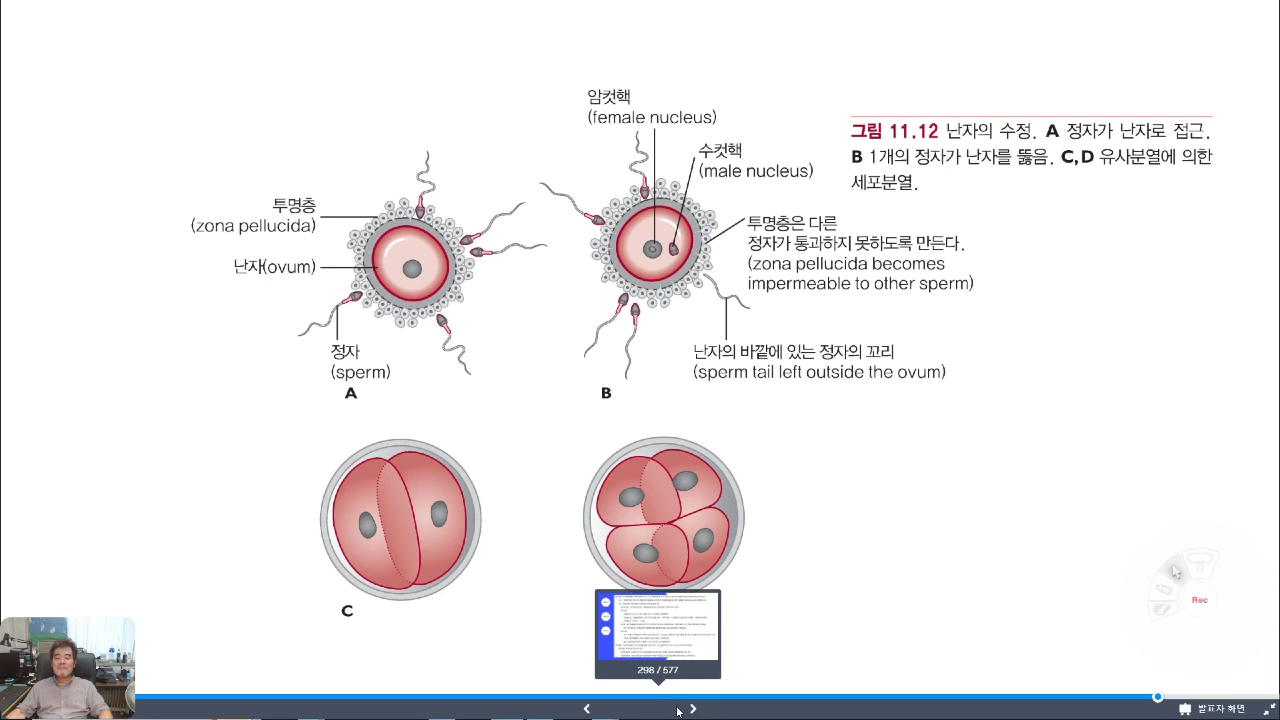 암컷핵
(female nucleus)
수컷핵
(male nucleus)
그림 11.12 난자의 수정. A 정자가 난자로 접근.
B 1개의 정자가 난자를 뚫음. C,D 유사분열에 의한
세포분열.
투명층
(zona pellucida)
난자(ovum)
정자
(sperm)
A
투명층은 다른
정자가 통과하지 못하도록 만든다.
(zona pellucida becomes
impermeable to other sperm)
난자의 바깥에 있는 정자의 꼬리
(sperm tail left outside the ovum)
B
C
Rec
298 / 577
발표자 화면